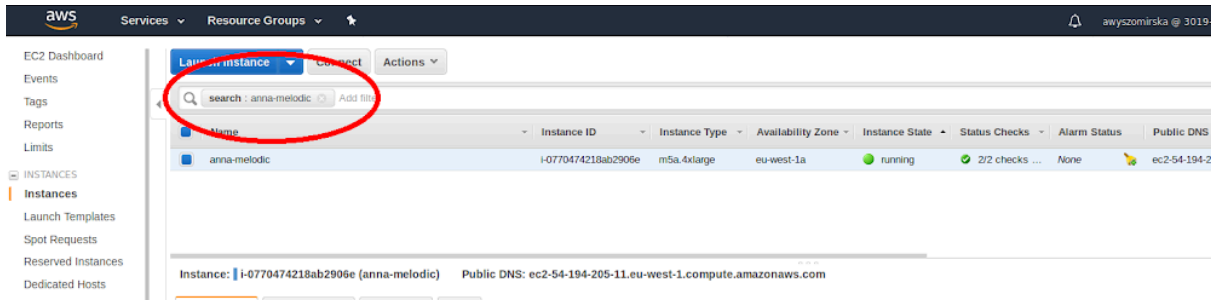 aws Services Resource Groups awyszomirska @ 3019-
EC2 Dashboard
Events
Tags
Reports
Limits
INSTANCES
Instances
Launch Templates
Spot Requests
Reserved Instances
Dedicated Hosts
Launch Instance Connect Actions
search : anna-melodic Add filter
Name Instance ID Instance Type Availability Zone Instance State Status Checks Alarm Status Public DNS
anna-melodic i-0770474218ab2906e m5a.4xlarge eu-west-1a running 2/2 checks ... None ec2-54-194-2
Instance: i-0770474218ab2906e (anna-melodic) Public DNS: ec2-54-194-205-11.eu-west-1.compute.amazonaws.com